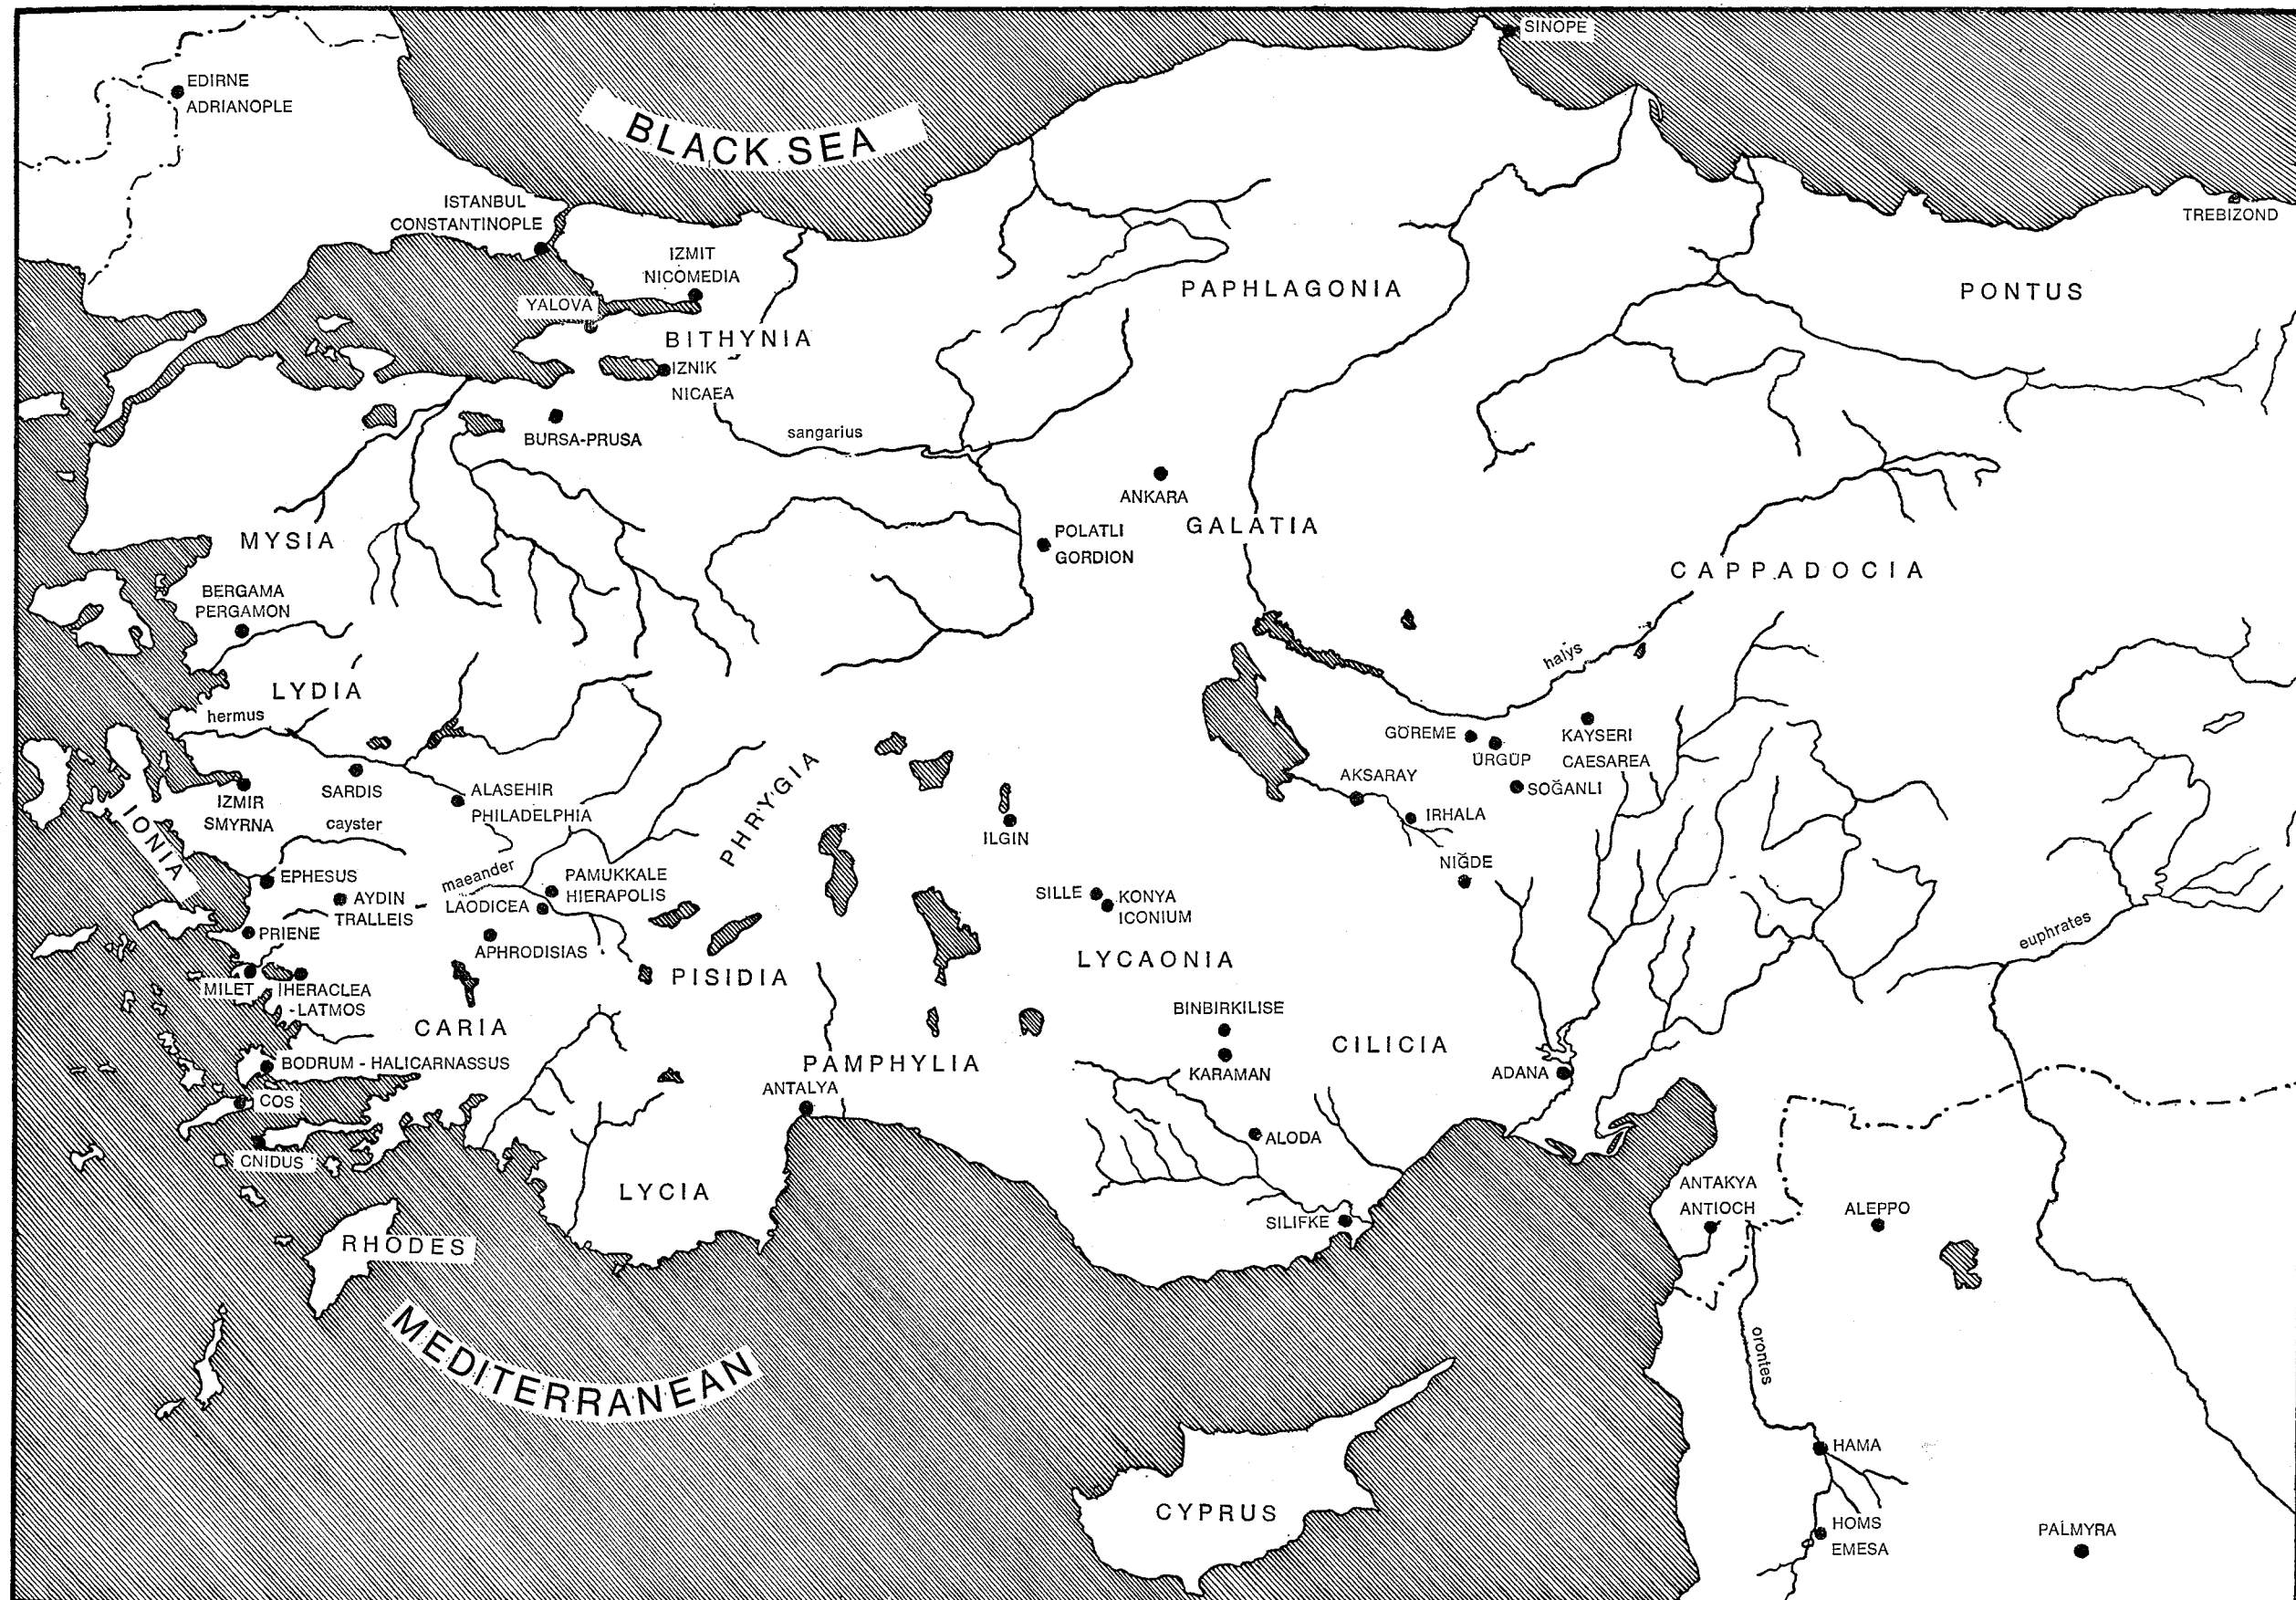 SINOPE
EDIRNE
ADRIANOPLE
BLACK SEA
ISTANBUL
CONSTANTINOPLE
TREBIZOND
IZMIT
NICOMEDIA
YALOVA
PAPHLAGONIA
PONTUS
BITHYNIA
IZNIK
NICAEA
BURSA-PRUSA
sangarius
ANKARA
GALATIA
POLATLI
GORDION
MYSIA
CAPPADOCIA
BERGAMA
PERGAMON
halys
LYDIA
hermus
GÖREME
ÜRGÜP
KAYSERI
CAESAREA
SARDIS
ALASEHIR
PHILADELPHIA
PHRYGIA
AKSARAY
SOĞANLI
IZMIR
SMYRNA
cayster
IONIA
ILGIN
IRHALA
NIĞDE
EPHESUS
maeander
PAMUKKALE
HIERAPOLIS
AYDIN
TRALLEIS
LAODICEA
SILLE
KONYA
ICONIUM
PRIENE
APHRODISIAS
euphrates
LYCAONIA
PISIDIA
MILET
IHERACLEA
-LATMOS
BINBIRKILISE
CARIA
CILICIA
BODRUM - HALICARNASSUS
PAMPHYLIA
KARAMAN
ADANA
ANTALYA
COS
ALODA
CNIDUS
LYCIA
ANTAKYA
ANTIOCH
ALEPPO
SILIFKE
RHODES
MEDITERRANEAN
orontes
HAMA
CYPRUS
HOMS
EMESA
PALMYRA